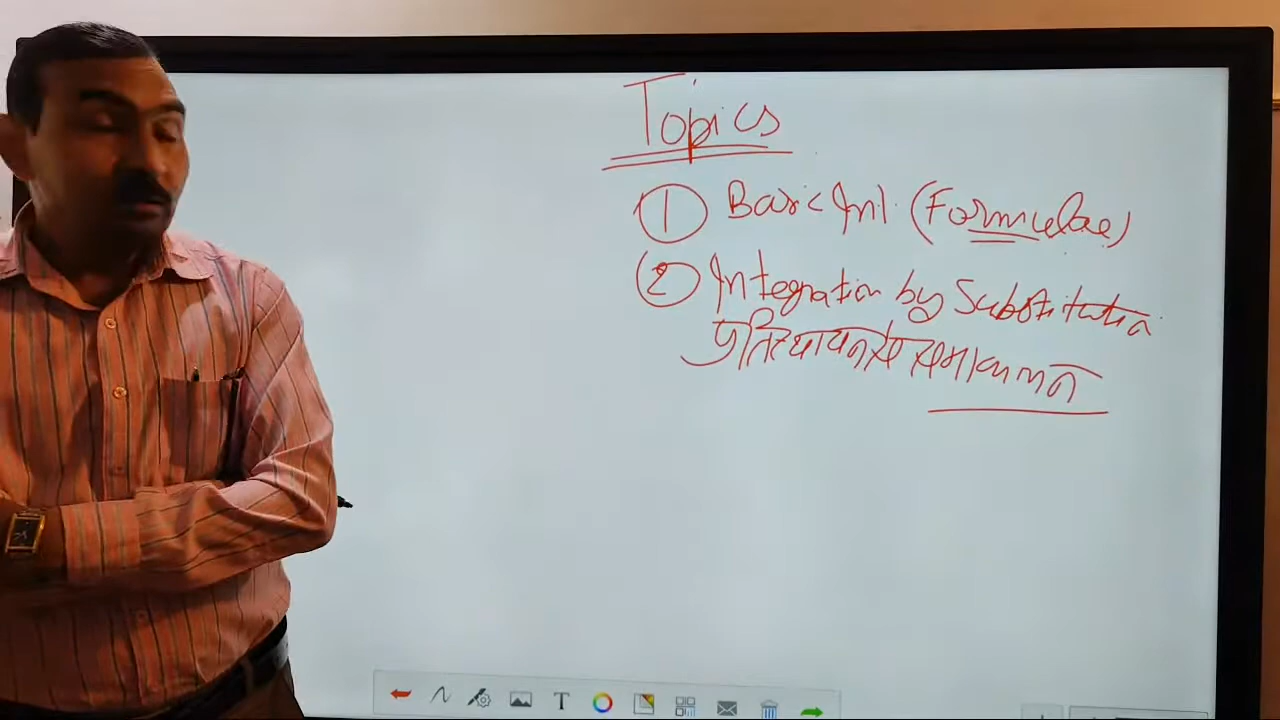 Topics
① Basic Int. (Formulae)
② Integration by Substitution
प्रतिस्थापन से समाकलन
T